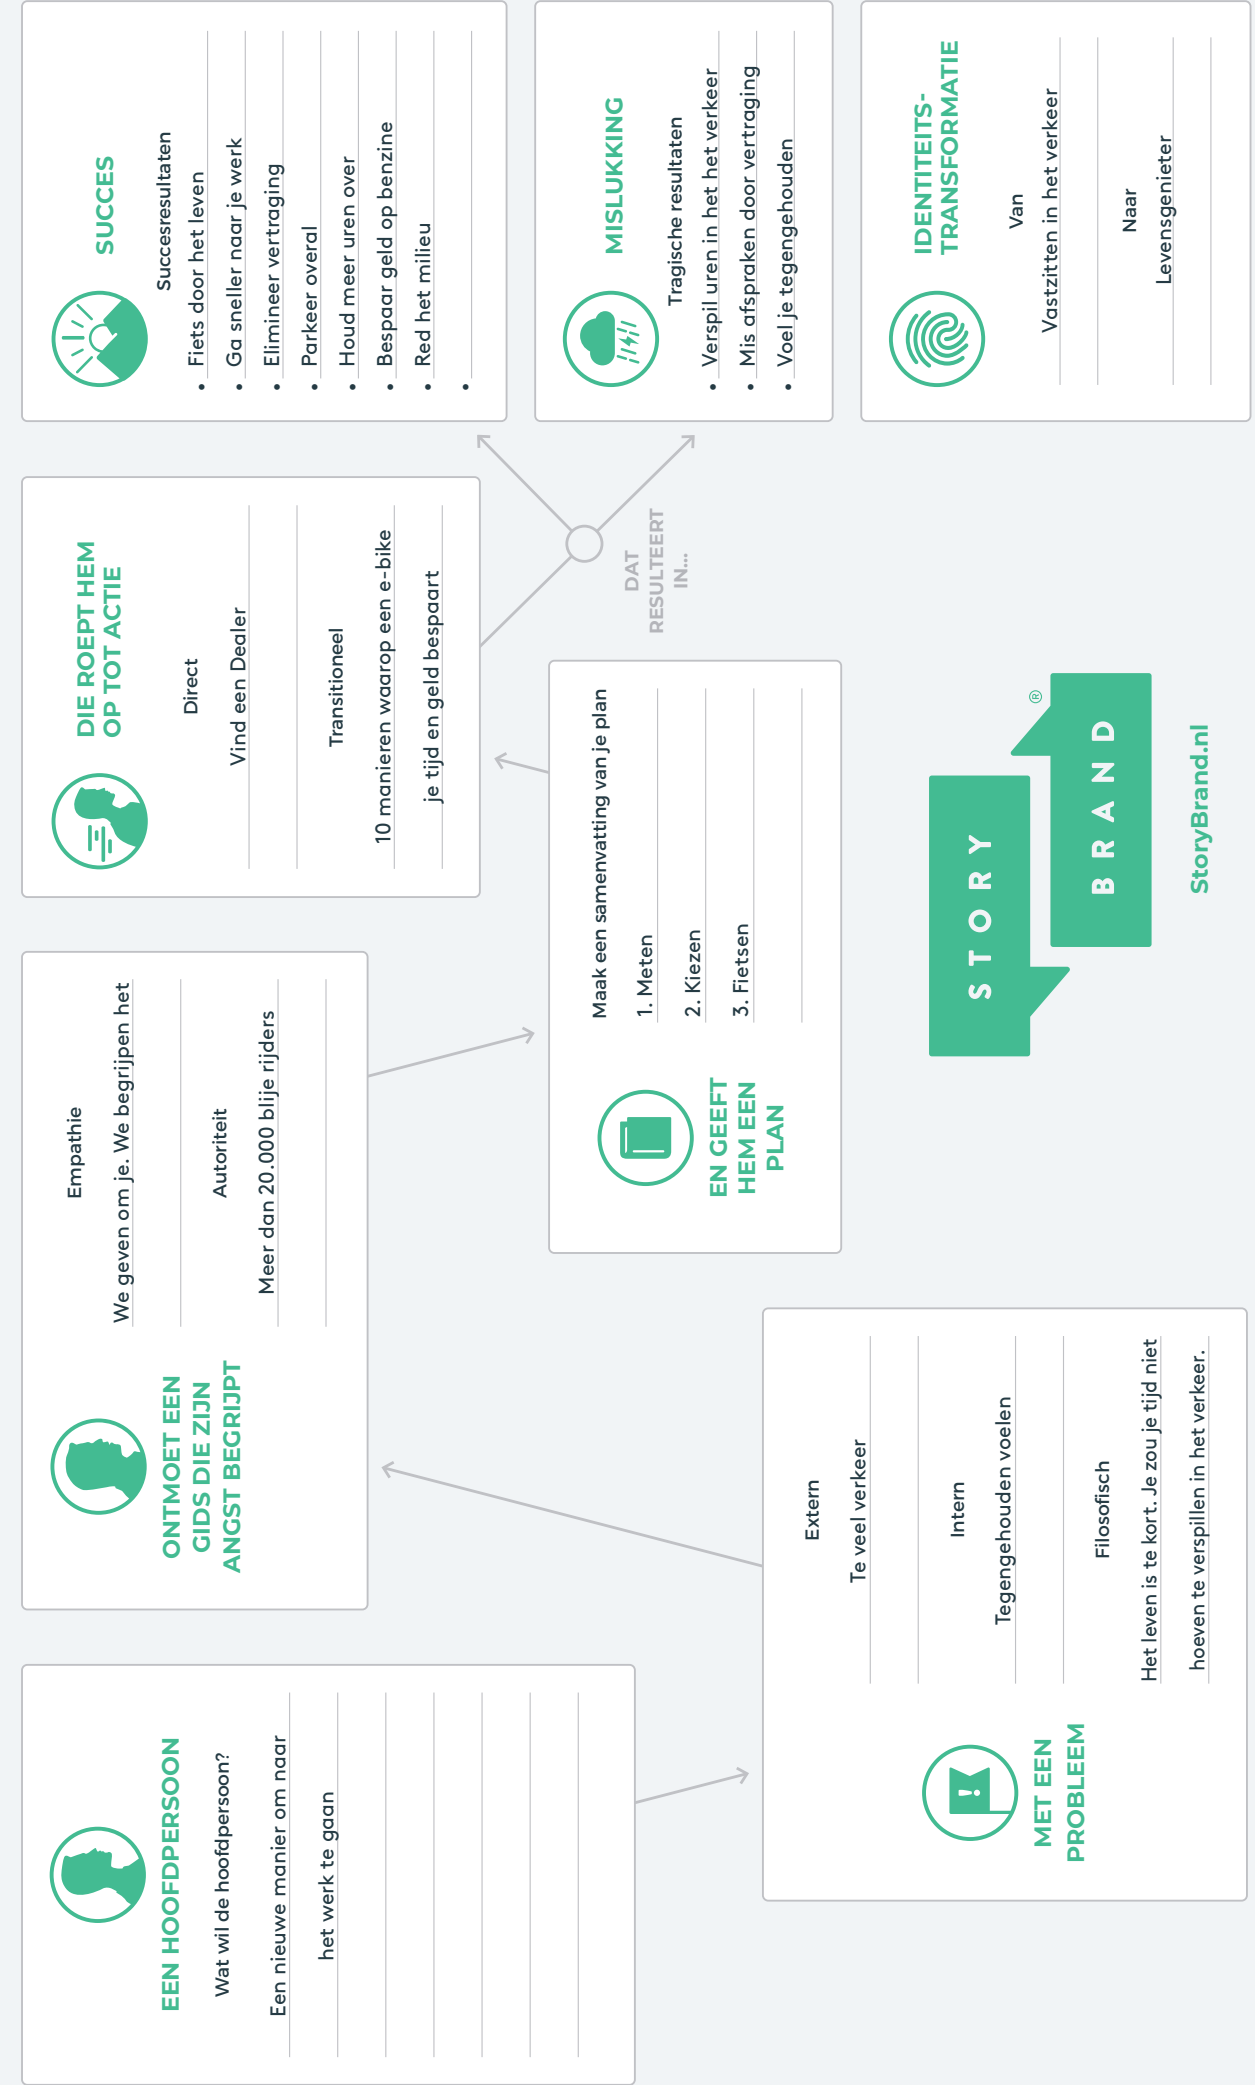 EEN HOOFDPERSOON
Wat wil de hoofdpersoon?
Een nieuwe manier om naar
het werk te gaan
MET EEN
PROBLEEM
Extern
Te veel verkeer
Intern
Tegengehouden voelen
Filosofisch
Het leven is te kort. Je zou je tijd niet
hoeven te verspillen in het verkeer.
ONTMOET EEN
GIDS DIE ZIJN
ANGST BEGRIJPT
Empathie
We geven om je. We begrijpen het
Autoriteit
Meer dan 20.000 blije rijders
EN GEEFT
HEM EEN
PLAN
Maak een samenvatting van je plan
1. Meten
2. Kiezen
3. Fietsen
DIE ROEPT HEM
OP TOT ACTIE
Direct
Vind een Dealer
Transitioneel
10 manieren waarop een e-bike
je tijd en geld bespaart
DAT
RESULTEERT
IN...
SUCCES
Succesresultaten
• Fiets door het leven
• Ga sneller naar je werk
• Elimineer vertraging
• Parkeer overal
• Houd meer uren over
• Bespaar geld op benzine
• Red het milieu
•
MISLUKKING
Tragische resultaten
• Verspil uren in het het verkeer
• Mis afspraken door vertraging
• Voel je tegengehouden
IDENTITEITS-
TRANSFORMATIE
Van
Vastzitten in het verkeer
Naar
Levensgenieter
STORY
BRAND
®
StoryBrand.nl